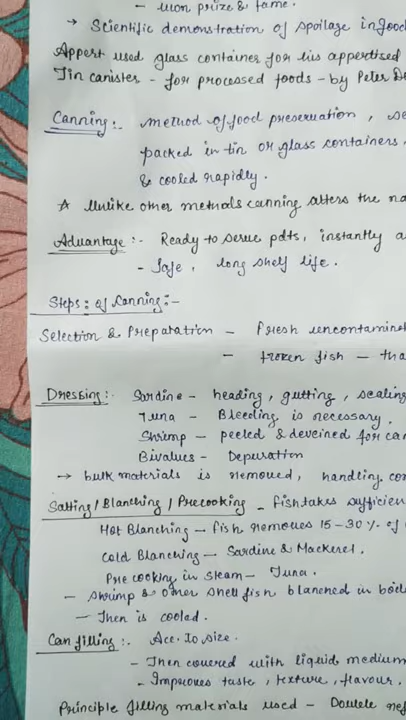 - won prize & fame.
→ Scientific demonstration of spoilage in food
Appert used glass container for his appertised
Tin canister - for processed foods - by Peter
Canning :- method of food preservation,
packed in tin or glass containers,
& cooled rapidly.
☆ Unlike other methods canning alters the
Advantage :- Ready to serve pdts, instantly
- Safe, long shelf life.
Steps: of Canning :-
Selection & Preparation - Fresh
- frozen fish -
Dressing :- Sardine - heading, gutting, scaling
Tuna - Bleeding is necessary.
Shrimp - peeled & deveined for
Bivalves - Depuration
→ bulk materials is removed, handling
Salting / Blanching / Precooking - fish takes
Hot Blanching - fish removes 15-30% of
Cold Blanching - Sardine & Mackerel.
Pre cooking in steam - Tuna.
- Shrimp & other shell fish blanched in
- Then is cooled.
Can filling :- Acc. to size.
- Then covered with liquid medium
- Improves taste, texture, flavour.
Principle filling materials used - Double